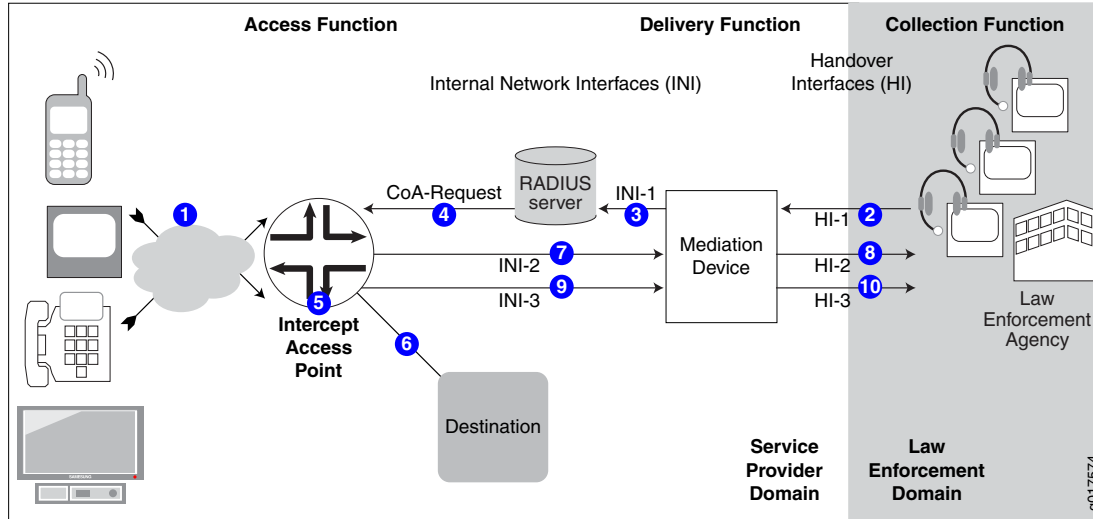 Access Function
Delivery Function
Collection Function
Internal Network Interfaces (INI)
Handover
Interfaces (HI)
RADIUS
server
CoA-Request
INI-1
1
4
3
2
HI-1
Mediation
Device
7
INI-2
8
HI-2
9
INI-3
10
HI-3
5
Intercept
Access
Point
6
Destination
Law
Enforcement
Agency
SAMSUNG
Service
Provider
Domain
Law
Enforcement
Domain
g017574